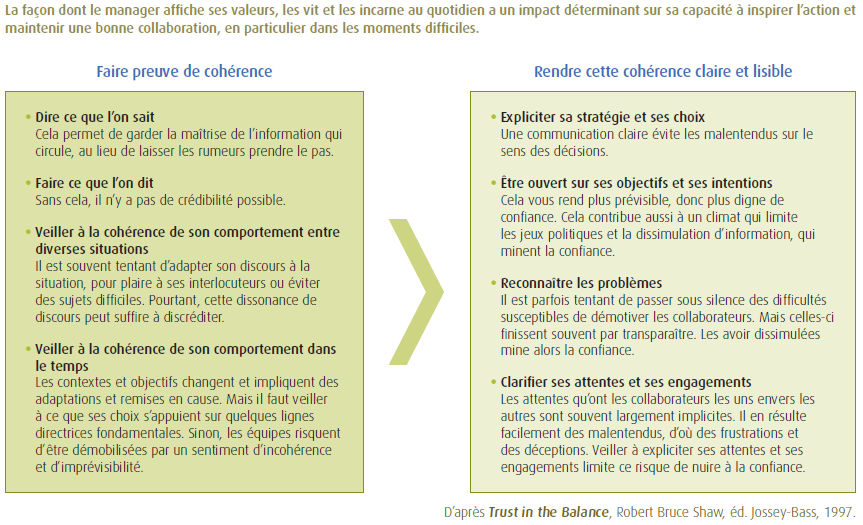 La façon dont le manager affiche ses valeurs, les vit et les incarne au quotidien a un impact déterminant sur sa capacité à inspirer l'action et
maintenir une bonne collaboration, en particulier dans les moments difficiles.
Faire preuve de cohérence
• Dire ce que l'on sait
Cela permet de garder la maîtrise de l'information qui
circule, au lieu de laisser les rumeurs prendre le pas.
• Faire ce que l'on dit
Sans cela, il n'y a pas de crédibilité possible.
• Veiller à la cohérence de son comportement entre
diverses situations
Il est souvent tentant d'adapter son discours à la
situation, pour plaire à ses interlocuteurs ou éviter
des sujets difficiles. Pourtant, cette dissonance de
discours peut suffire à discréditer.
• Veiller à la cohérence de son comportement dans
le temps
Les contextes et objectifs changent et impliquent des
adaptations et remises en cause. Mais il faut veiller
à ce que ses choix s'appuient sur quelques lignes
directrices fondamentales. Sinon, les équipes risquent
d'être démobilisées par un sentiment d'incohérence
et d'imprévisibilité.
Rendre cette cohérence claire et lisible
• Expliciter sa stratégie et ses choix
Une communication claire évite les malentendus sur le
sens des décisions.
• Être ouvert sur ses objectifs et ses intentions
Cela vous rend plus prévisible, donc plus digne de
confiance. Cela contribue aussi à un climat qui limite
les jeux politiques et la dissimulation d'information, qui
minent la confiance.
• Reconnaître les problèmes
Il est parfois tentant de passer sous silence des difficultés
susceptibles de démotiver les collaborateurs. Mais celles-ci
finissent souvent par transparaître. Les avoir dissimulées
mine alors la confiance.
• Clarifier ses attentes et ses engagements
Les attentes qu'ont les collaborateurs les uns envers les
autres sont souvent largement implicites. Il en résulte
facilement des malentendus, d'où des frustrations et
des déceptions. Veiller à expliciter ses attentes et ses
engagements limite ce risque de nuire à la confiance.
D'après Trust in the Balance, Robert Bruce Shaw, éd. Jossey-Bass, 1997.